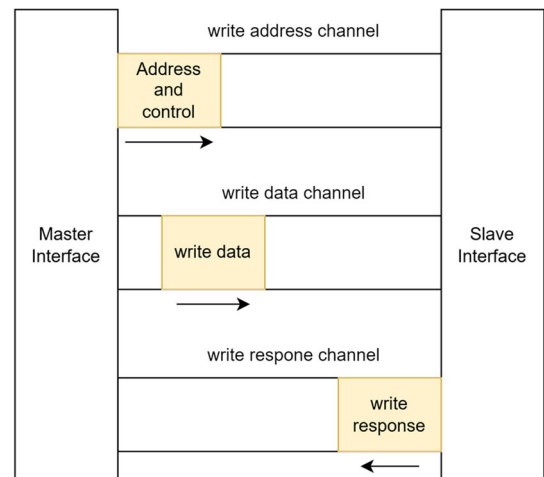 write address channel
Address
and
control
write data channel
Master
Interface
write data
Slave
Interface
write respone channel
write
response